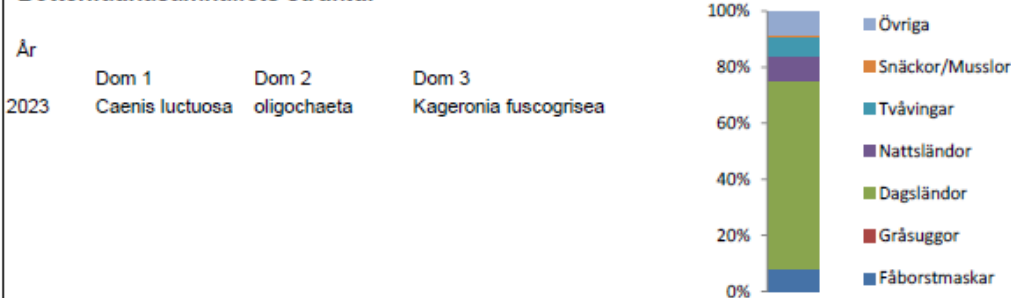 År
Dom 1 Dom 2 Dom 3
2023 Caenis luctuosa oligochaeta Kageronia fuscogrisea
100%
80%
60%
40%
20%
0%
Övriga
Snäckor/Musslor
Tvåvingar
Nattsländor
Dagsländor
Gråsuggor
Fåborstmaskar